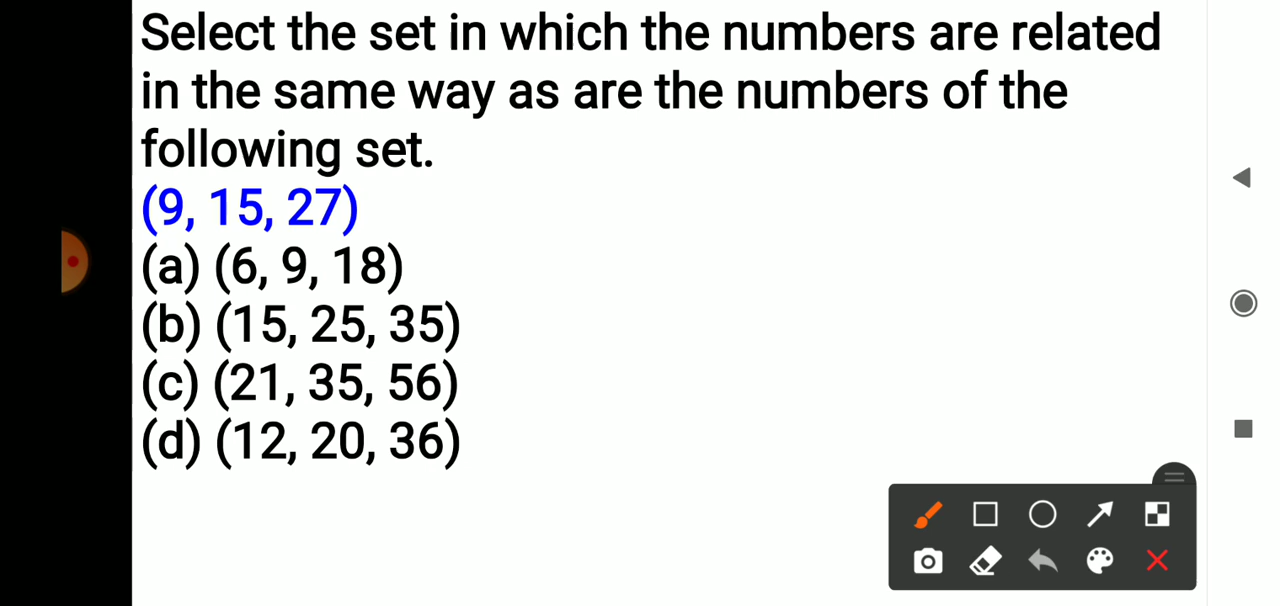 Select the set in which the numbers are related
in the same way as are the numbers of the
following set.
(9, 15, 27)
(a) (6, 9, 18)
(b) (15, 25, 35)
(c) (21, 35, 56)
(d) (12, 20, 36)